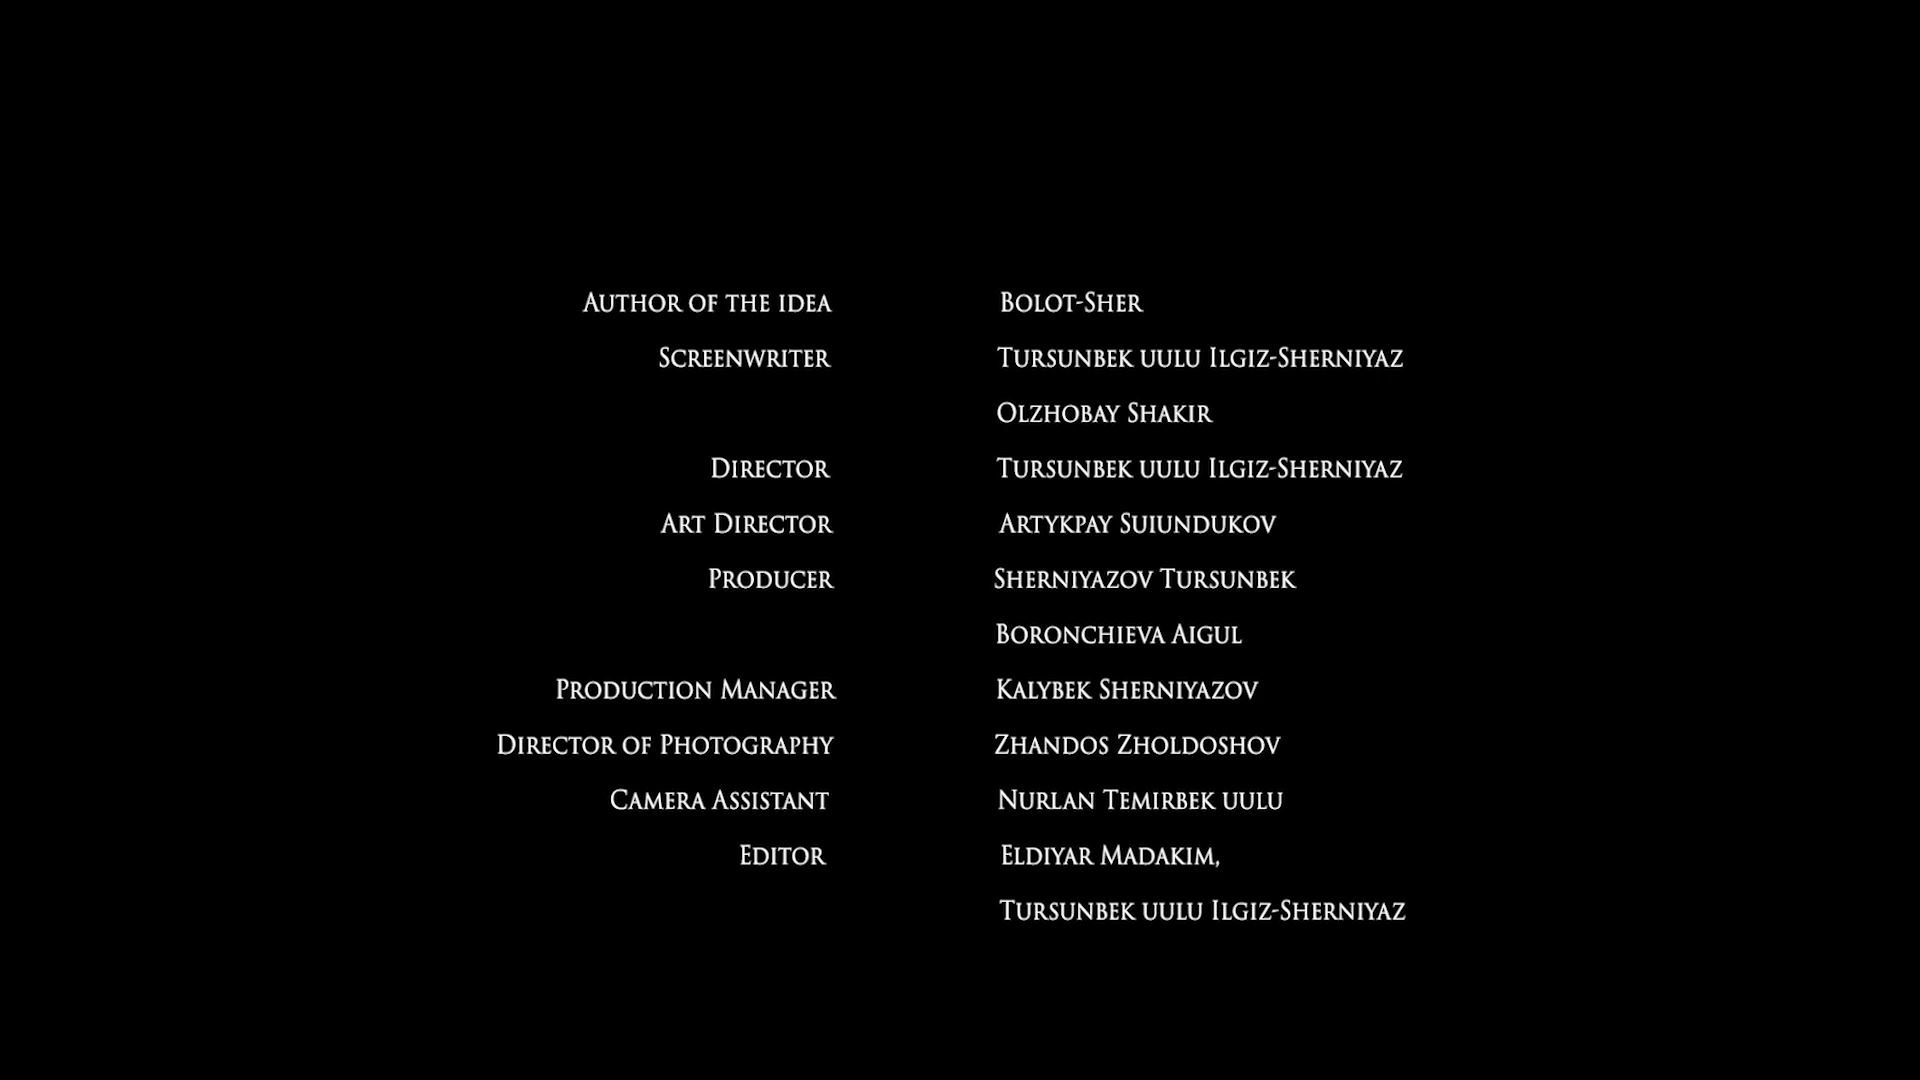 Author of the idea Bolot-Sher
Screenwriter Tursunbek uulu Ilgiz-Sherniyaz
Olzhobay Shakir
Director Tursunbek uulu Ilgiz-Sherniyaz
Art Director Artykpay Suiundukov
Producer Sherniyazov Tursunbek
Boronchieva Aigul
Production Manager Kalybek Sherniyazov
Director of Photography Zhandos Zholdoshov
Camera Assistant Nurlan Temirbek uulu
Editor Eldiyar Madakim,
Tursunbek uulu Ilgiz-Sherniyaz